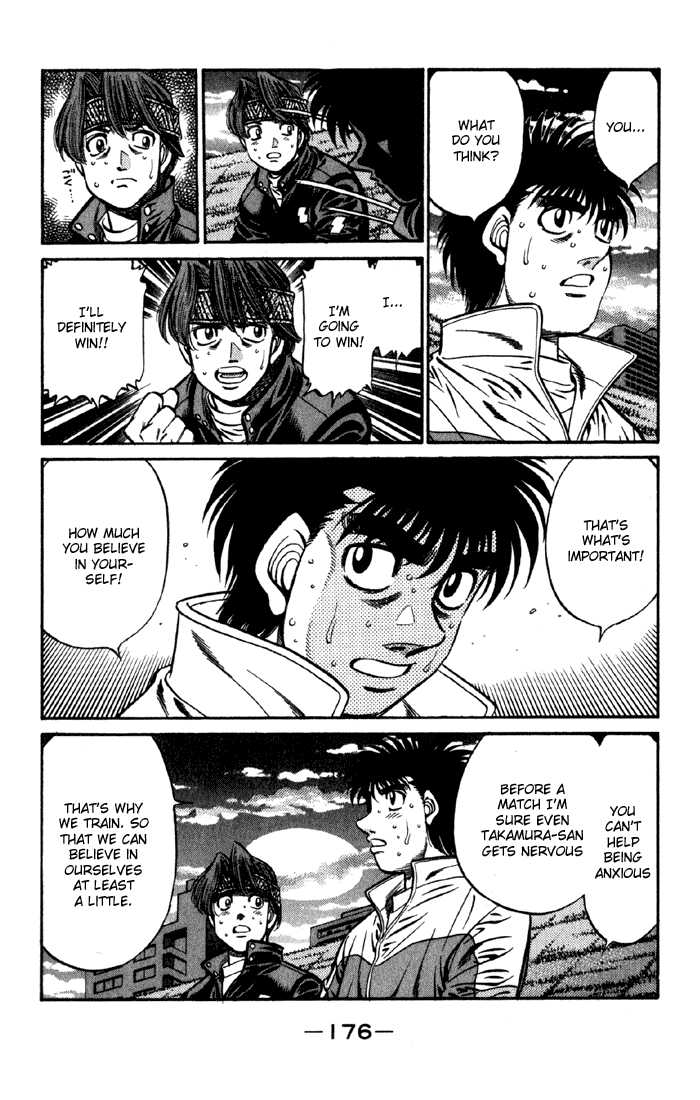 YOU...
WHAT
DO YOU
THINK?
I...
I'M
GOING
TO WIN!
I'LL
DEFINITELY
WIN!!
THAT'S
WHAT'S
IMPORTANT!
HOW MUCH
YOU BELIEVE
IN YOUR-
SELF!
YOU
CAN'T
HELP
BEING
ANXIOUS
BEFORE A
MATCH I'M
SURE EVEN
TAKAMURA-SAN
GETS NERVOUS
THAT'S WHY
WE TRAIN. SO
THAT WE CAN
BELIEVE IN
OURSELVES
AT LEAST
A LITTLE.
—176—